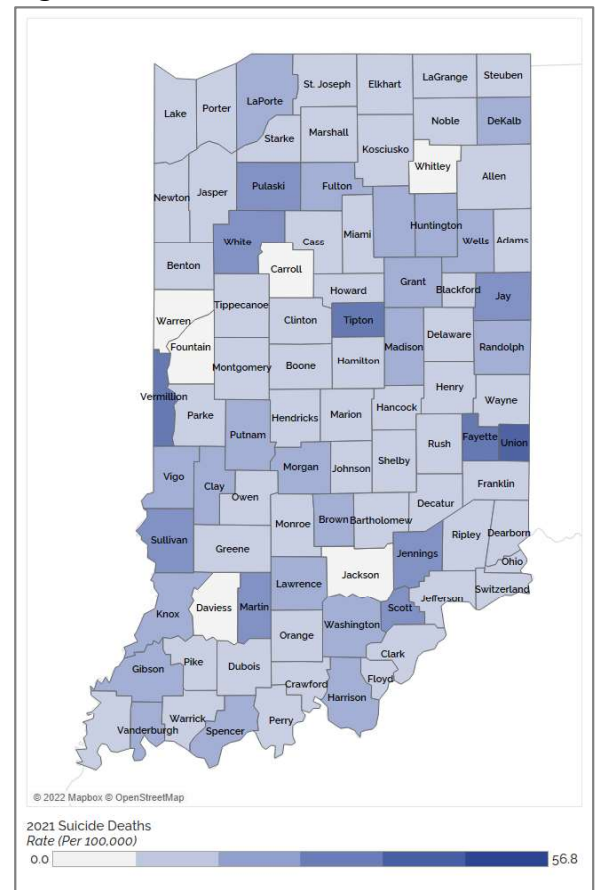 St. Joseph
Elkhart
LaGrange
Steuben
Lake
Porter
LaPorte
Noble
DeKalb
Starke
Marshall
Kosciusko
Whitley
Allen
Newton
Jasper
Pulaski
Fulton
Huntington
Wells
Adams
White
Cass
Miami
Benton
Carroll
Grant
Blackford
Jay
Howard
Tippecanoe
Warren
Clinton
Tipton
Fountain
Madison
Delaware
Randolph
Montgomery
Boone
Hamilton
Henry
Vermillion
Parke
Hendricks
Marion
Hancock
Wayne
Putnam
Rush
Fayette
Union
Vigo
Clay
Morgan
Johnson
Shelby
Franklin
Owen
Decatur
Monroe
Brown
Bartholomew
Sullivan
Greene
Jennings
Ripley
Dearborn
Ohio
Jackson
Lawrence
Switzerland
Jefferson
Knox
Daviess
Martin
Scott
Washington
Orange
Clark
Gibson
Pike
Dubois
Floyd
Crawford
Harrison
Warrick
Perry
Vanderburgh
Spencer
© 2022 Mapbox © OpenStreetMap
2021 Suicide Deaths
Rate (Per 100,000)
0.0
56.8